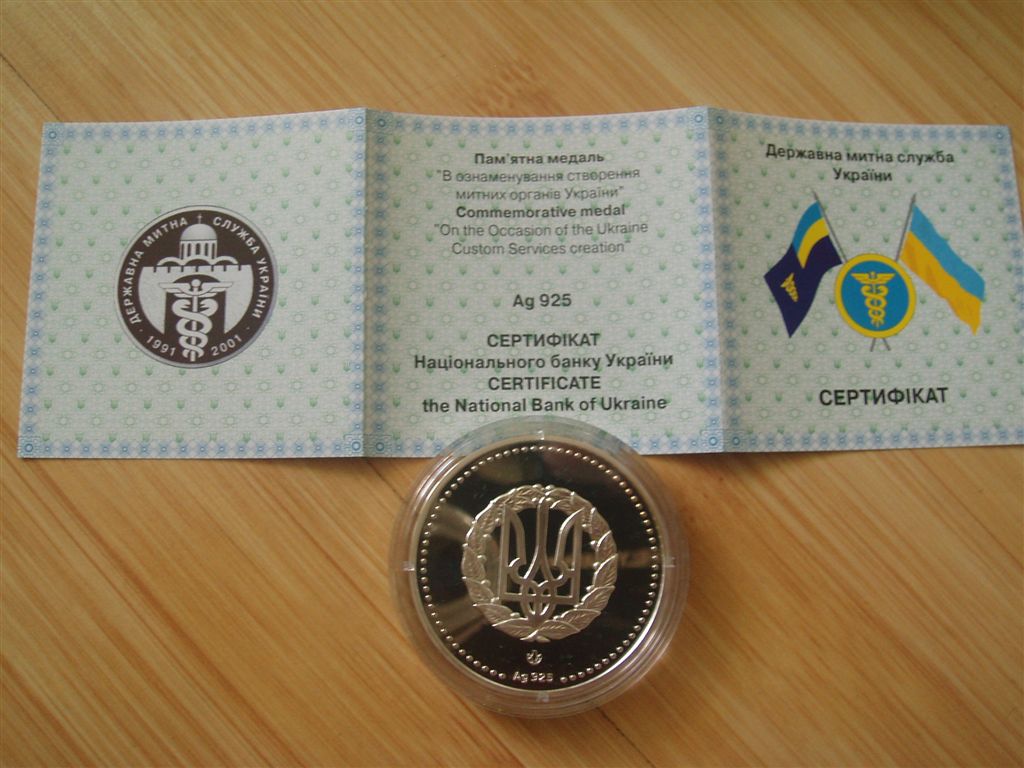 ДЕРЖАВНА МИТНА † СЛУЖБА УКРАЇНИ
· 1991 · 2001 ·
Пам'ятна медаль
"В ознаменування створення
митних органів України"
Commemorative medal
"On the Occasion of the Ukraine
Custom Services creation"
Ag 925
СЕРТИФІКАТ
Національного банку України
CERTIFICATE
the National Bank of Ukraine
Державна митна служба
України
СЕРТИФІКАТ
Ag 925